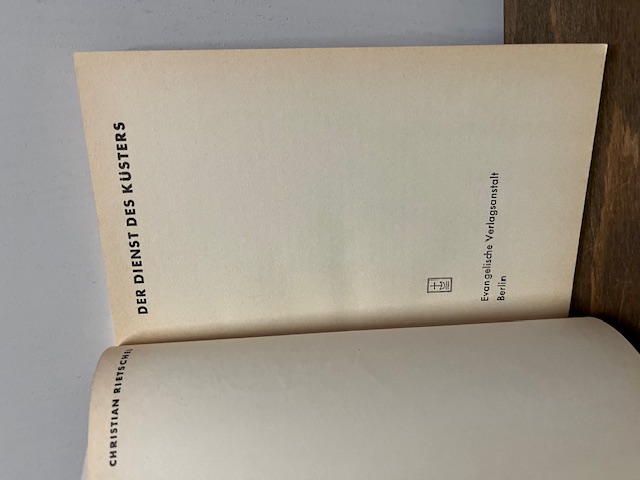 CHRISTIAN RIETSCHEL
DER DIENST DES KÜSTERS
Evangelische Verlagsanstalt
Berlin